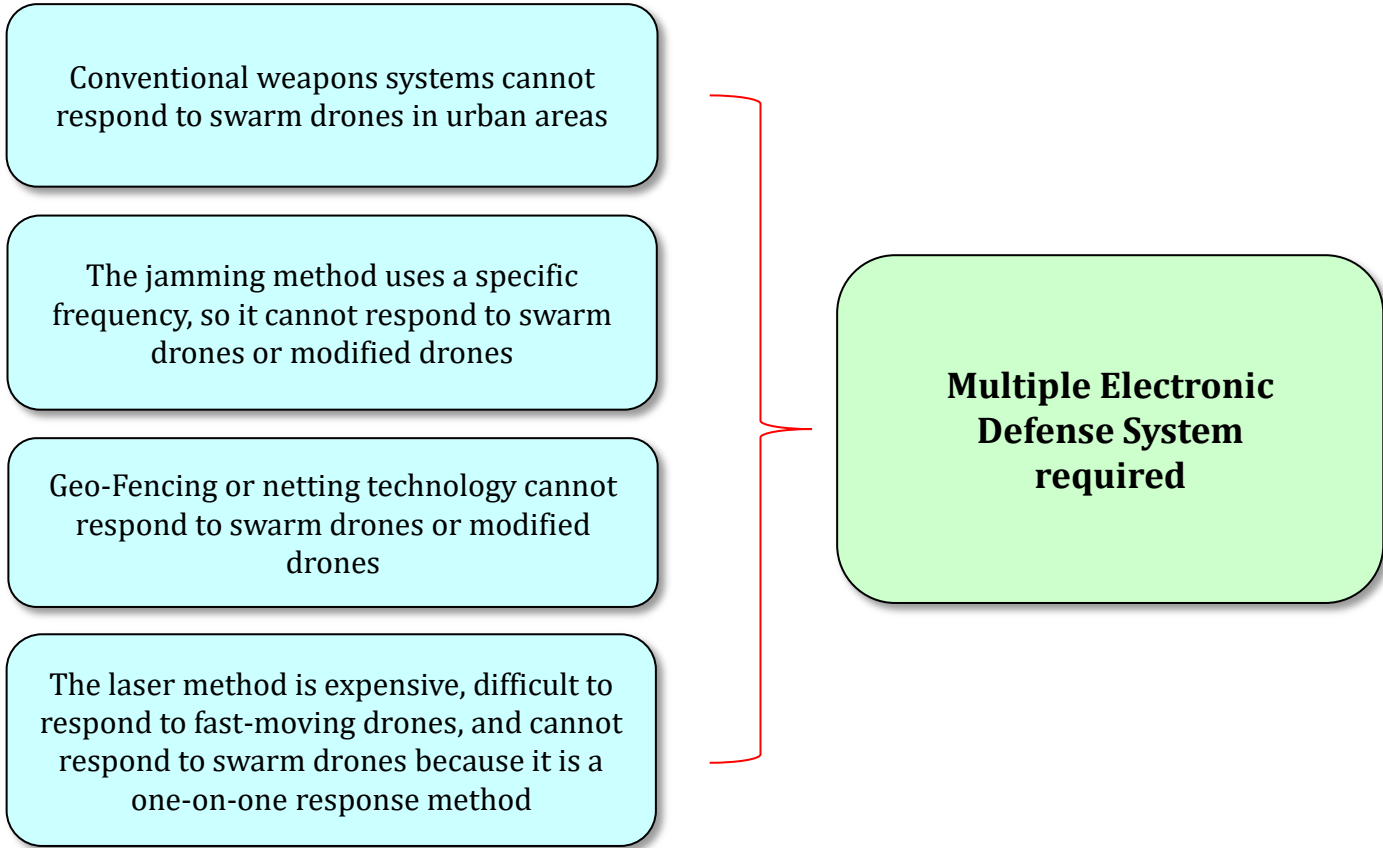 Conventional weapons systems cannot
respond to swarm drones in urban areas
The jamming method uses a specific
frequency, so it cannot respond to swarm
drones or modified drones
Geo-Fencing or netting technology cannot
respond to swarm drones or modified
drones
The laser method is expensive, difficult to
respond to fast-moving drones, and cannot
respond to swarm drones because it is a
one-on-one response method
Multiple Electronic
Defense System
required